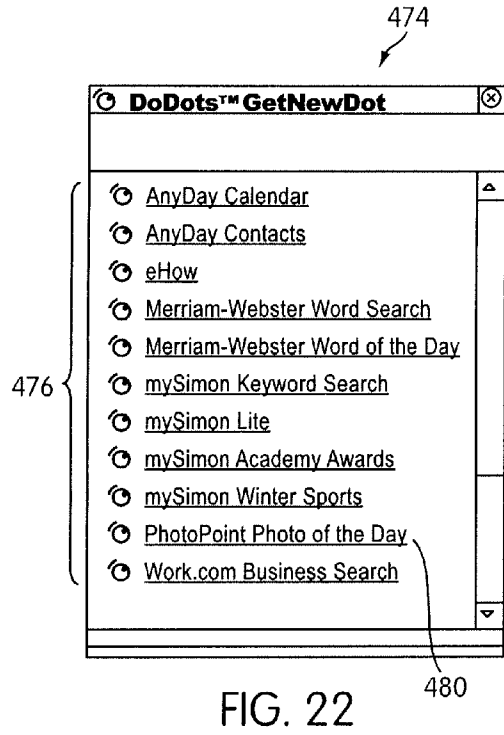 474
DoDots™ GetNewDot
AnyDay Calendar
AnyDay Contacts
eHow
Merriam-Webster Word Search
Merriam-Webster Word of the Day
mySimon Keyword Search
476
mySimon Lite
mySimon Academy Awards
mySimon Winter Sports
PhotoPoint Photo of the Day
Work.com Business Search
480
FIG. 22